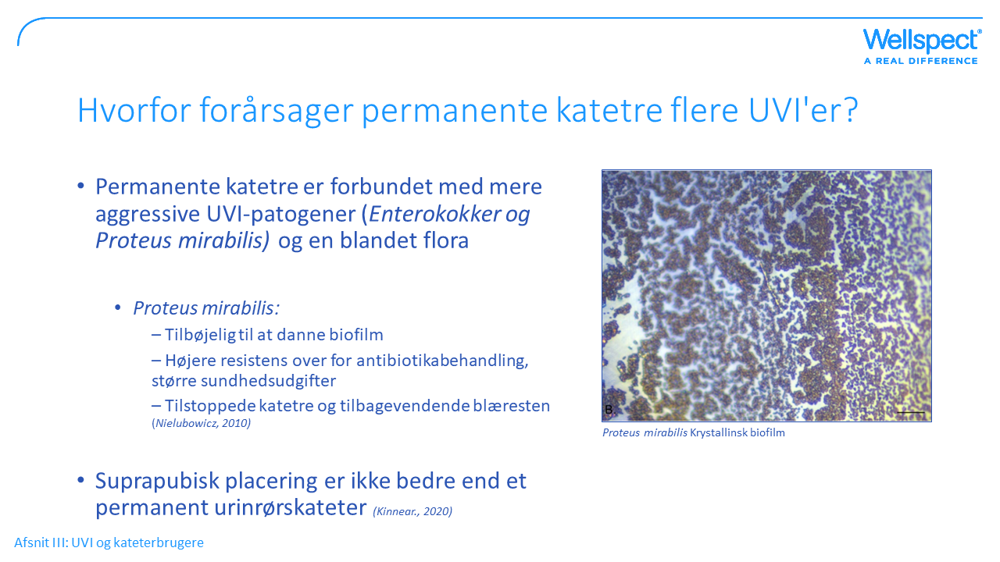 Wellspect®
A REAL DIFFERENCE
Hvorfor forårsager permanente katetre flere UVI'er?
• Permanente katetre er forbundet med mere
aggressive UVI-patogener (Enterokokker og
Proteus mirabilis) og en blandet flora
• Proteus mirabilis:
– Tilbøjelig til at danne biofilm
– Højere resistens over for antibiotikabehandling,
større sundhedsudgifter
– Tilstoppede katetre og tilbagevendende blæresten
(Nielubowicz, 2010)
• Suprapubisk placering er ikke bedre end et
permanent urinrørskateter (Kinnear., 2020)
B
Proteus mirabilis Krystallinsk biofilm
Afsnit III: UVI og kateterbrugere